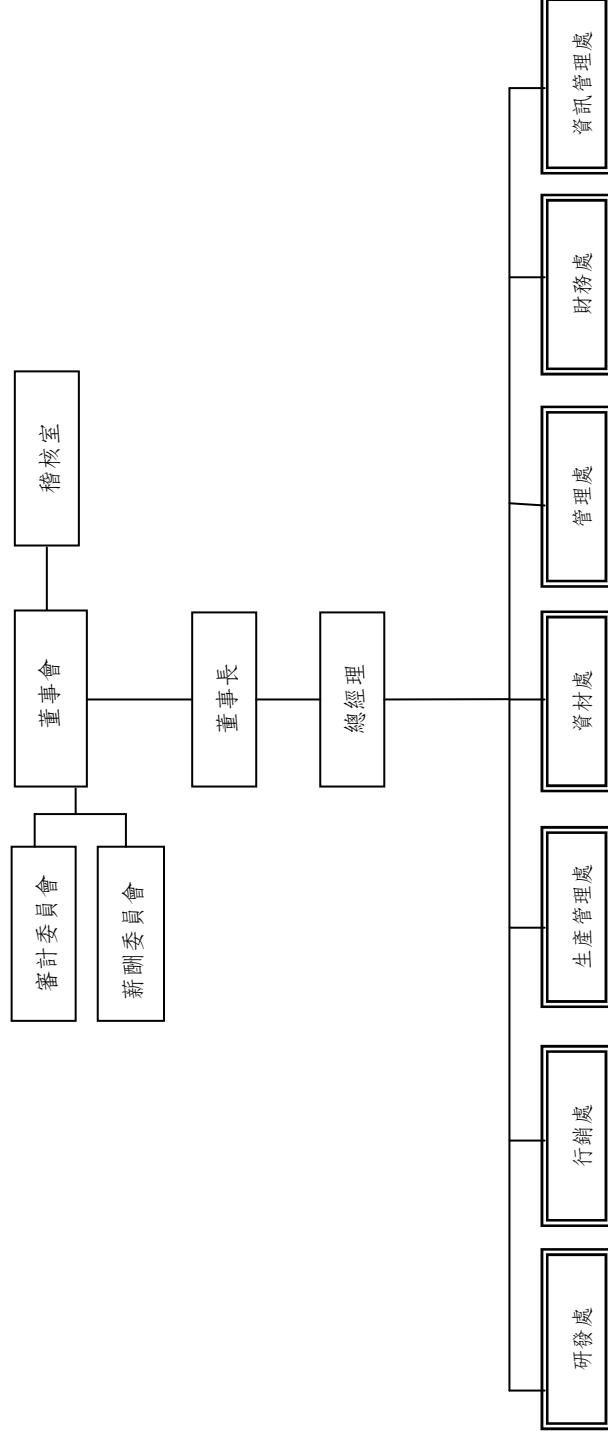 審計委員會
薪酬委員會
董事會
稽核室
董事長
總經理
研發處
行銷處
生產管理處
資材處
管理處
財務處
資訊管理處